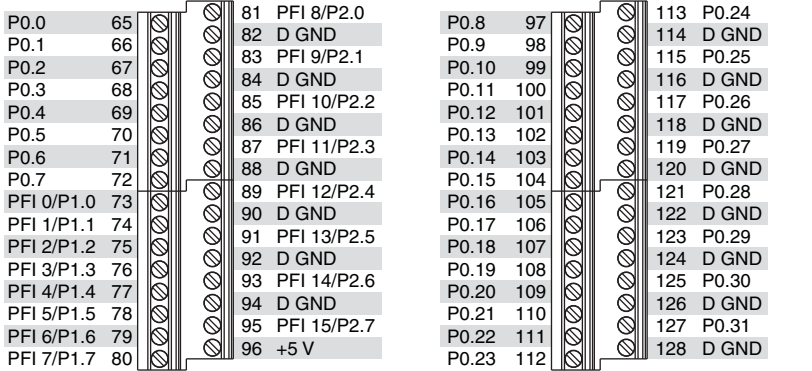 P0.0 65
P0.1 66
P0.2 67
P0.3 68
P0.4 69
P0.5 70
P0.6 71
P0.7 72
PFI 0/P1.0 73
PFI 1/P1.1 74
PFI 2/P1.2 75
PFI 3/P1.3 76
PFI 4/P1.4 77
PFI 5/P1.5 78
PFI 6/P1.6 79
PFI 7/P1.7 80
81 PFI 8/P2.0
82 D GND
83 PFI 9/P2.1
84 D GND
85 PFI 10/P2.2
86 D GND
87 PFI 11/P2.3
88 D GND
89 PFI 12/P2.4
90 D GND
91 PFI 13/P2.5
92 D GND
93 PFI 14/P2.6
94 D GND
95 PFI 15/P2.7
96 +5 V
P0.8 97
P0.9 98
P0.10 99
P0.11 100
P0.12 101
P0.13 102
P0.14 103
P0.15 104
P0.16 105
P0.17 106
P0.18 107
P0.19 108
P0.20 109
P0.21 110
P0.22 111
P0.23 112
113 P0.24
114 D GND
115 P0.25
116 D GND
117 P0.26
118 D GND
119 P0.27
120 D GND
121 P0.28
122 D GND
123 P0.29
124 D GND
125 P0.30
126 D GND
127 P0.31
128 D GND